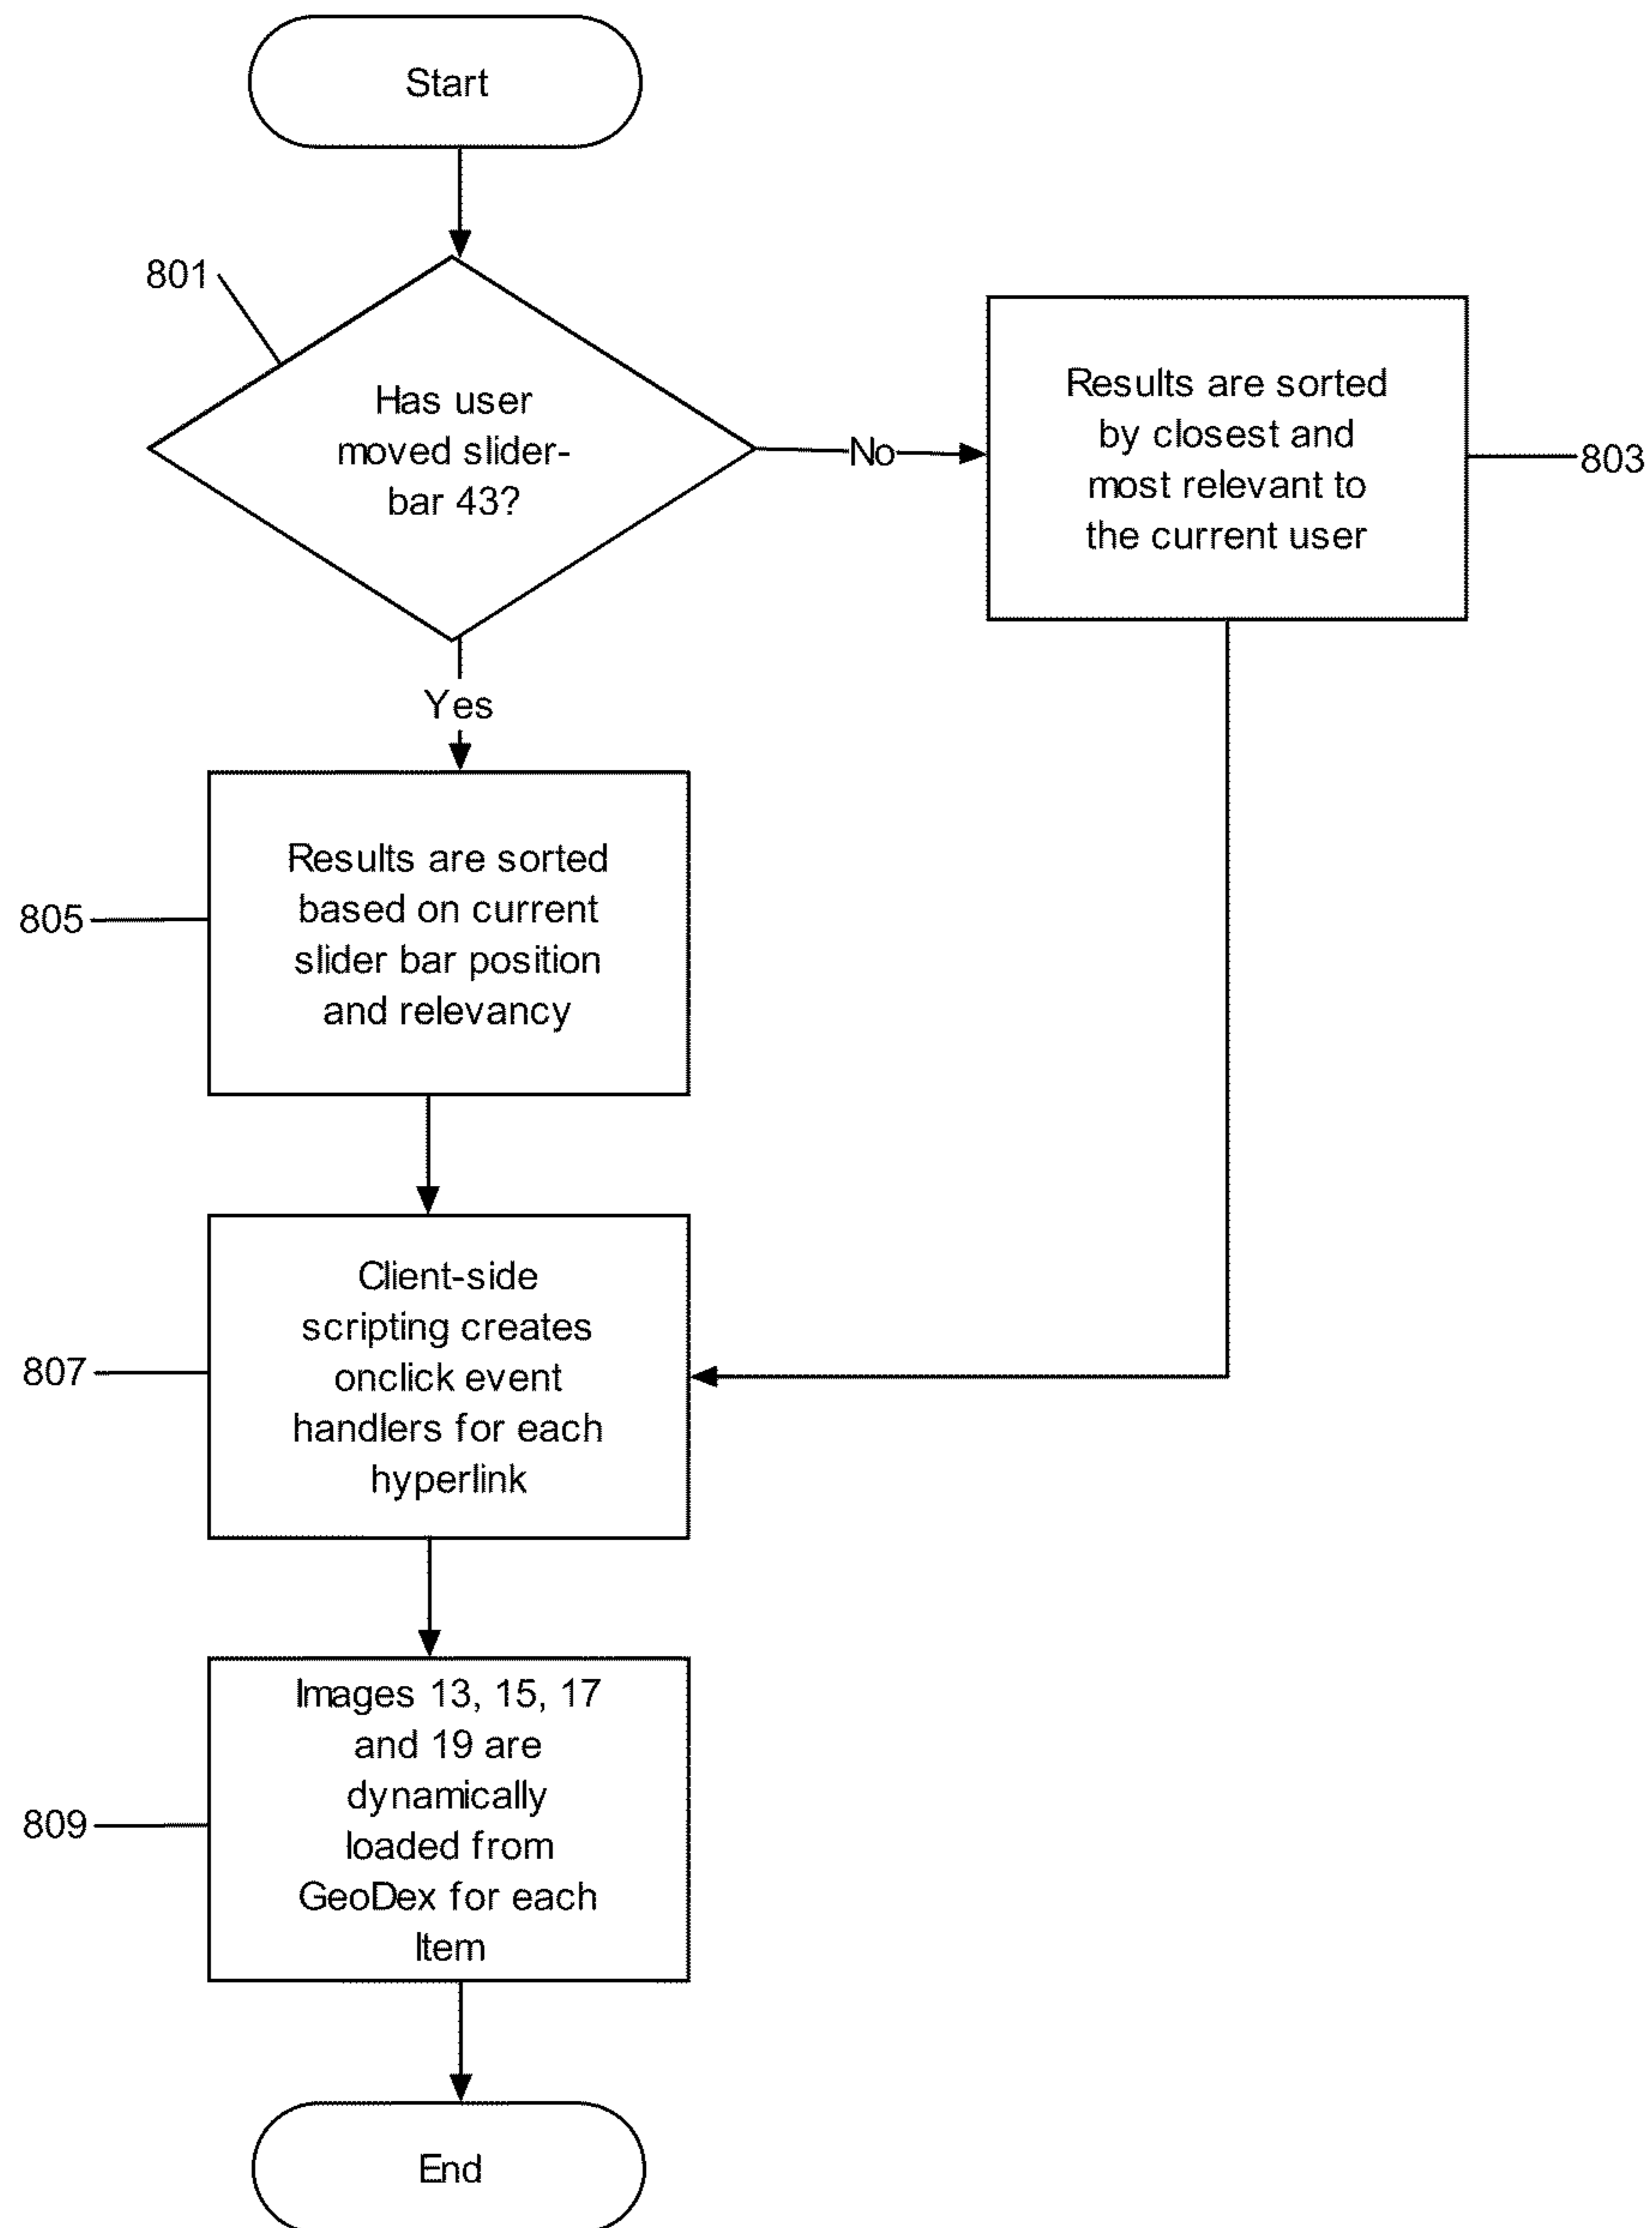 Start
801
Has user
moved slider-
bar 43?
No
Results are sorted
by closest and
most relevant to
the current user
803
Yes
805
Results are sorted
based on current
slider bar position
and relevancy
807
Client-side
scripting creates
onclick event
handlers for each
hyperlink
809
Images 13, 15, 17
and 19 are
dynamically
loaded from
GeoDex for each
Item
End